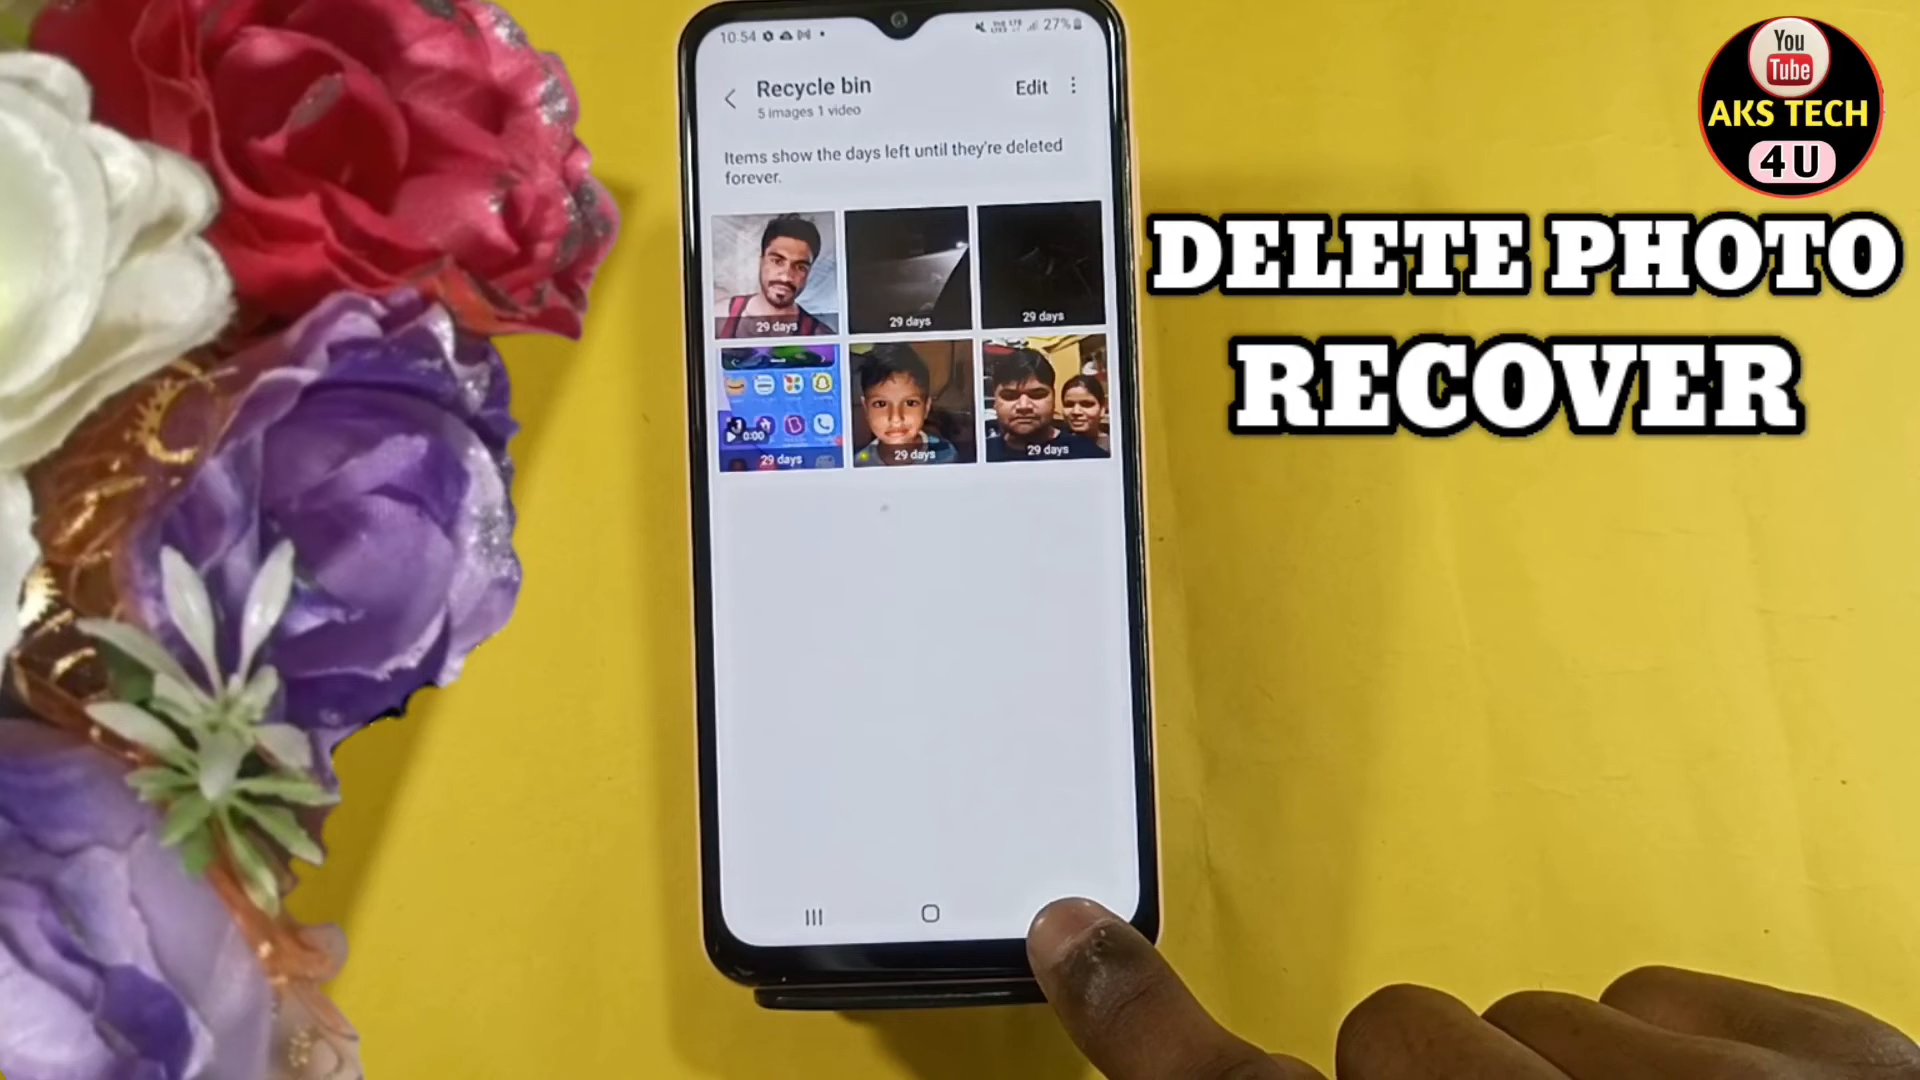 10:54
27%
Recycle bin
Edit
5 images 1 video
Items show the days left until they're deleted
forever.
29 days
29 days
29 days
0:00
29 days
29 days
29 days
You
Tube
AKS TECH
4 U
DELETE PHOTO
RECOVER